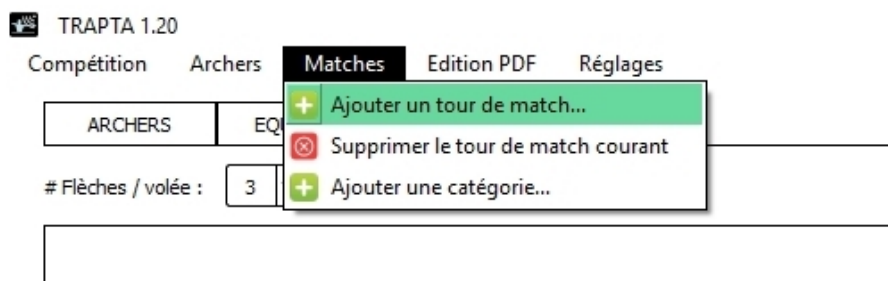 TRAPTA 1.20
Compétition Archers Matches Edition PDF Réglages
Ajouter un tour de match...
ARCHERS
Supprimer le tour de match courant
# Flèches / volée : 3
Ajouter une catégorie...